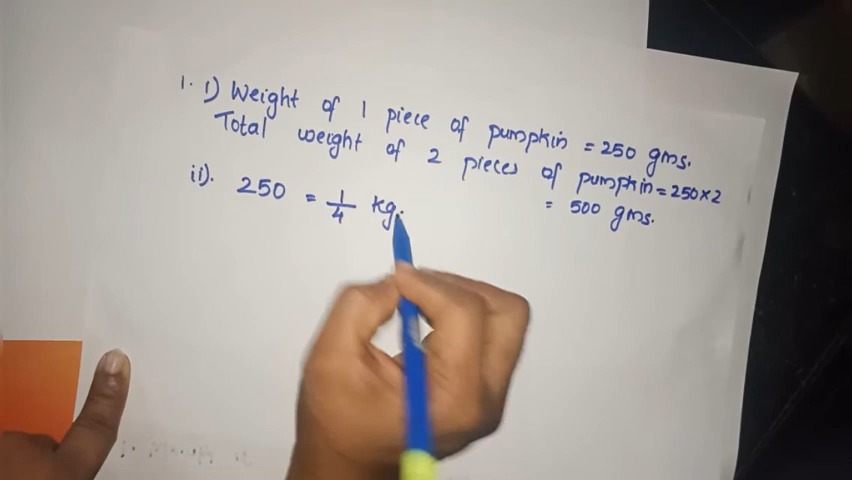 1. i) Weight of 1 piece of pumpkin = 250 gms.
Total weight of 2 pieces of pumpkin = 250 x 2
= 500 gms.
ii). 250 = 1/4 kg.